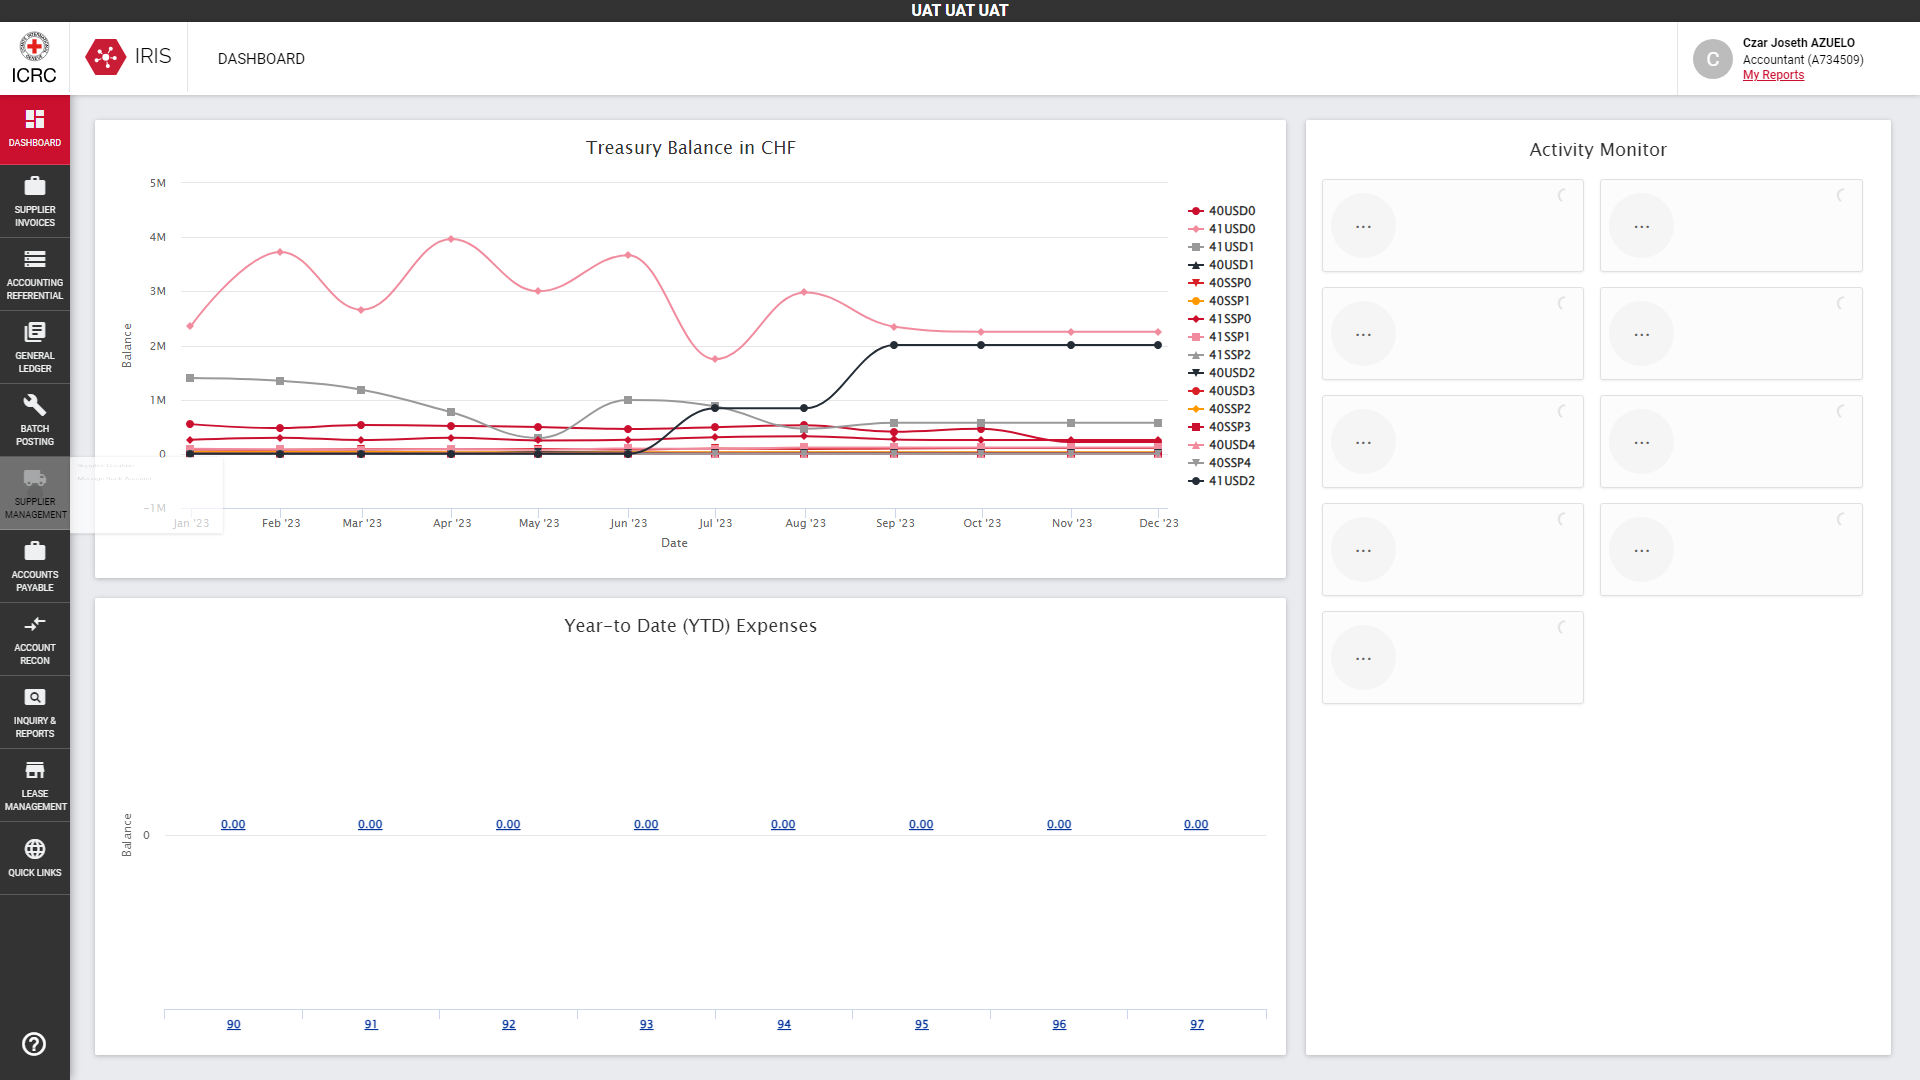 UAT UAT UAT
ICRC
IRIS
DASHBOARD
Czar Joseth AZUELO
Accountant (A734509)
My Reports
DASHBOARD
SUPPLIER
INVOICES
ACCOUNTING
REFERENTIAL
GENERAL
LEDGER
BATCH
POSTING
SUPPLIER
MANAGEMENT
ACCOUNTS
PAYABLE
ACCOUNT
RECON
INQUIRY &
REPORTS
LEASE
MANAGEMENT
QUICK LINKS
Treasury Balance in CHF
Balance
5M
4M
3M
2M
1M
0
−1M
Jan '23
Feb '23
Mar '23
Apr '23
May '23
Jun '23
Jul '23
Aug '23
Sep '23
Oct '23
Nov '23
Dec '23
Date
40USD0
41USD0
41USD1
40USD1
40SSP0
40SSP1
41SSP0
41SSP1
41SSP2
40USD2
40USD3
40SSP2
40SSP3
40USD4
40SSP4
41USD2
Year-to Date (YTD) Expenses
Balance
0
0.00
0.00
0.00
0.00
0.00
0.00
0.00
0.00
90
91
92
93
94
95
96
97
Activity Monitor
...
...
...
...
...
...
...
...
...